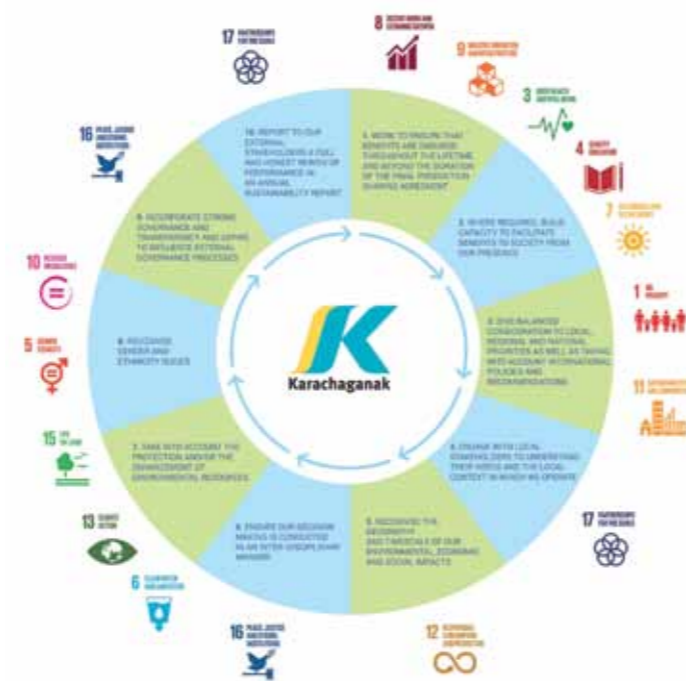 17 PARTNERSHIPS
FOR THE GOALS
8 DECENT WORK AND
ECONOMIC GROWTH
9 INDUSTRY, INNOVATION
AND INFRASTRUCTURE
3 GOOD HEALTH
AND WELL-BEING
4 QUALITY
EDUCATION
7
1 NO
POVERTY
11 SUSTAINABLE CITIES
AND COMMUNITIES
17 PARTNERSHIPS
FOR THE GOALS
12 RESPONSIBLE
CONSUMPTION
AND PRODUCTION
16 PEACE, JUSTICE
AND STRONG
INSTITUTIONS
6 CLEAN WATER
AND SANITATION
13 CLIMATE
ACTION
15 LIFE
ON LAND
5 GENDER
EQUALITY
10 REDUCED
INEQUALITIES
16 PEACE, JUSTICE
AND STRONG
INSTITUTIONS
1. WORK TO ENSURE THAT
BENEFITS ARE
THROUGHOUT THE LIFETIME,
AND BEYOND THE DURATION
OF THE FINAL PRODUCTION
SHARING AGREEMENT
2. WHERE REQUIRED, BUILD
CAPACITY TO FACILITATE
BENEFITS TO SOCIETY FROM
OUR PRESENCE
3. GIVE BALANCED
CONSIDERATION TO LOCAL,
REGIONAL AND NATIONAL
PRIORITIES AS WELL AS TAKING
INTO ACCOUNT INTERNATIONAL
POLICIES AND
RECOMMENDATIONS
4. ENGAGE WITH LOCAL
STAKEHOLDERS TO UNDERSTAND
THEIR NEEDS AND THE LOCAL
CONTEXT IN WHICH WE OPERATE
5. RECOGNISE THE
GEOGRAPHY
AND TIMESCALE OF OUR
ENVIRONMENTAL, ECONOMIC
AND SOCIAL IMPACTS
6. ENSURE OUR DECISION
MAKING IS CONDUCTED
IN AN INTER-DISCIPLINARY
MANNER
7. TAKE INTO ACCOUNT THE
PROTECTION AND/OR THE
ENHANCEMENT OF
ENVIRONMENTAL RESOURCES
8. RECOGNISE
GENDER AND
ETHNICITY ISSUES
9. INCORPORATE STRONG
GOVERNANCE AND
TRANSPARENCY AND ASPIRE
TO INFLUENCE EXTERNAL
GOVERNANCE PROCESSES
10. REPORT TO OUR
EXTERNAL
STAKEHOLDERS A FULL
AND HONEST REVIEW OF
PERFORMANCE IN
AN ANNUAL
SUSTAINABILITY REPORT
Karachaganak